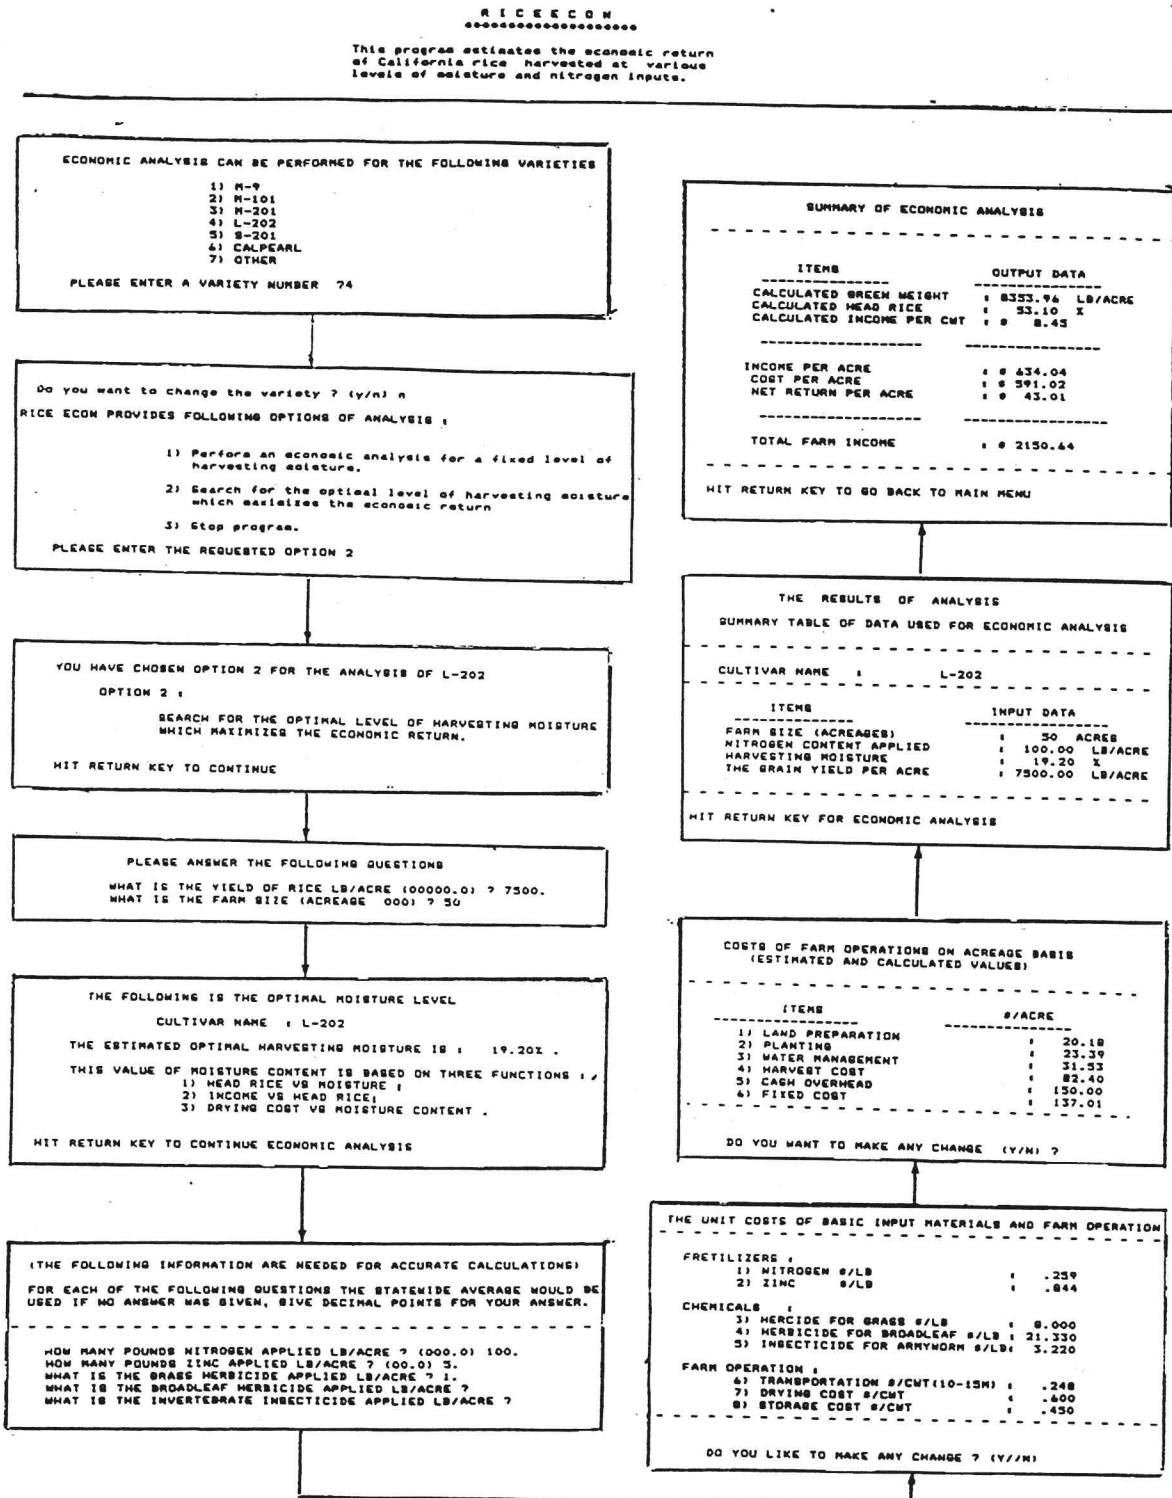 R I C E E C O N
This program estimates the economic return
of California rice harvested at various
levels of moisture and nitrogen inputs.
ECONOMIC ANALYSIS CAN BE PERFORMED FOR THE FOLLOWING VARIETIES
1) M-9
2) M-101
3) M-201
4) L-202
5) S-201
6) CALPEARL
7) OTHER
PLEASE ENTER A VARIETY NUMBER ?4
Do you want to change the variety ? (y/n) n
RICE ECON PROVIDES FOLLOWING OPTIONS OF ANALYSIS :
1) Perform an economic analysis for a fixed level of
harvesting moisture.
2) Search for the optimal level of harvesting moisture
which maximizes the economic return
3) Stop program.
PLEASE ENTER THE REQUESTED OPTION 2
YOU HAVE CHOSEN OPTION 2 FOR THE ANALYSIS OF L-202
OPTION 2 :
SEARCH FOR THE OPTIMAL LEVEL OF HARVESTING MOISTURE
WHICH MAXIMIZES THE ECONOMIC RETURN.
HIT RETURN KEY TO CONTINUE
PLEASE ANSWER THE FOLLOWING QUESTIONS
WHAT IS THE YIELD OF RICE LB/ACRE (00000.0) ? 7500.
WHAT IS THE FARM SIZE (ACREAGE 000) ? 50
THE FOLLOWING IS THE OPTIMAL MOISTURE LEVEL
CULTIVAR NAME : L-202
THE ESTIMATED OPTIMAL HARVESTING MOISTURE IS : 19.20% .
THIS VALUE OF MOISTURE CONTENT IS BASED ON THREE FUNCTIONS :
1) HEAD RICE VS MOISTURE ;
2) INCOME VS HEAD RICE;
3) DRYING COST VS MOISTURE CONTENT .
HIT RETURN KEY TO CONTINUE ECONOMIC ANALYSIS
(THE FOLLOWING INFORMATION ARE NEEDED FOR ACCURATE CALCULATIONS)
FOR EACH OF THE FOLLOWING QUESTIONS THE STATEWIDE AVERAGE WOULD BE
USED IF NO ANSWER WAS GIVEN, GIVE DECIMAL POINTS FOR YOUR ANSWER.
HOW MANY POUNDS NITROGEN APPLIED LB/ACRE ? (000.0) 100.
HOW MANY POUNDS ZINC APPLIED LB/ACRE ? (00.0) 5.
WHAT IS THE GRASS HERBICIDE APPLIED LB/ACRE ? 1.
WHAT IS THE BROADLEAF HERBICIDE APPLIED LB/ACRE ?
WHAT IS THE INVERTEBRATE INSECTICIDE APPLIED LB/ACRE ?
THE UNIT COSTS OF BASIC INPUT MATERIALS AND FARM OPERATION
FRETILIZERS :
1) NITROGEN $/LB : .259
2) ZINC $/LB : .844
CHEMICALS :
3) HERCIDE FOR GRASS $/LB : 8.000
4) HERBICIDE FOR BROADLEAF $/LB : 21.330
5) INSECTICIDE FOR ARMYWORM $/LB: 3.220
FARM OPERATION :
6) TRANSPORTATION $/CWT(10-15M) : .248
7) DRYING COST $/CWT : .600
8) STORAGE COST $/CWT : .450
DO YOU LIKE TO MAKE ANY CHANGE ? (Y//N)
COSTS OF FARM OPERATIONS ON ACREAGE BASIS
(ESTIMATED AND CALCULATED VALUES)
ITEMS $/ACRE
1) LAND PREPARATION : 20.18
2) PLANTING : 23.39
3) WATER MANAGEMENT : 31.53
4) HARVEST COST : 82.40
5) CASH OVERHEAD : 150.00
6) FIXED COST : 137.01
DO YOU WANT TO MAKE ANY CHANGE (Y/N) ?
THE RESULTS OF ANALYSIS
SUMMARY TABLE OF DATA USED FOR ECONOMIC ANALYSIS
CULTIVAR NAME : L-202
ITEMS INPUT DATA
FARM SIZE (ACREAGES) : 50 ACRES
NITROGEN CONTENT APPLIED : 100.00 LB/ACRE
HARVESTING MOISTURE : 19.20 %
THE GRAIN YIELD PER ACRE : 7500.00 LB/ACRE
HIT RETURN KEY FOR ECONOMIC ANALYSIS
SUMMARY OF ECONOMIC ANALYSIS
ITEMS OUTPUT DATA
CALCULATED GREEN WEIGHT : 8353.96 LB/ACRE
CALCULATED HEAD RICE : 53.10 %
CALCULATED INCOME PER CWT : $ 8.45
INCOME PER ACRE : $ 634.04
COST PER ACRE : $ 591.02
NET RETURN PER ACRE : $ 43.01
TOTAL FARM INCOME : $ 2150.64
HIT RETURN KEY TO GO BACK TO MAIN MENU